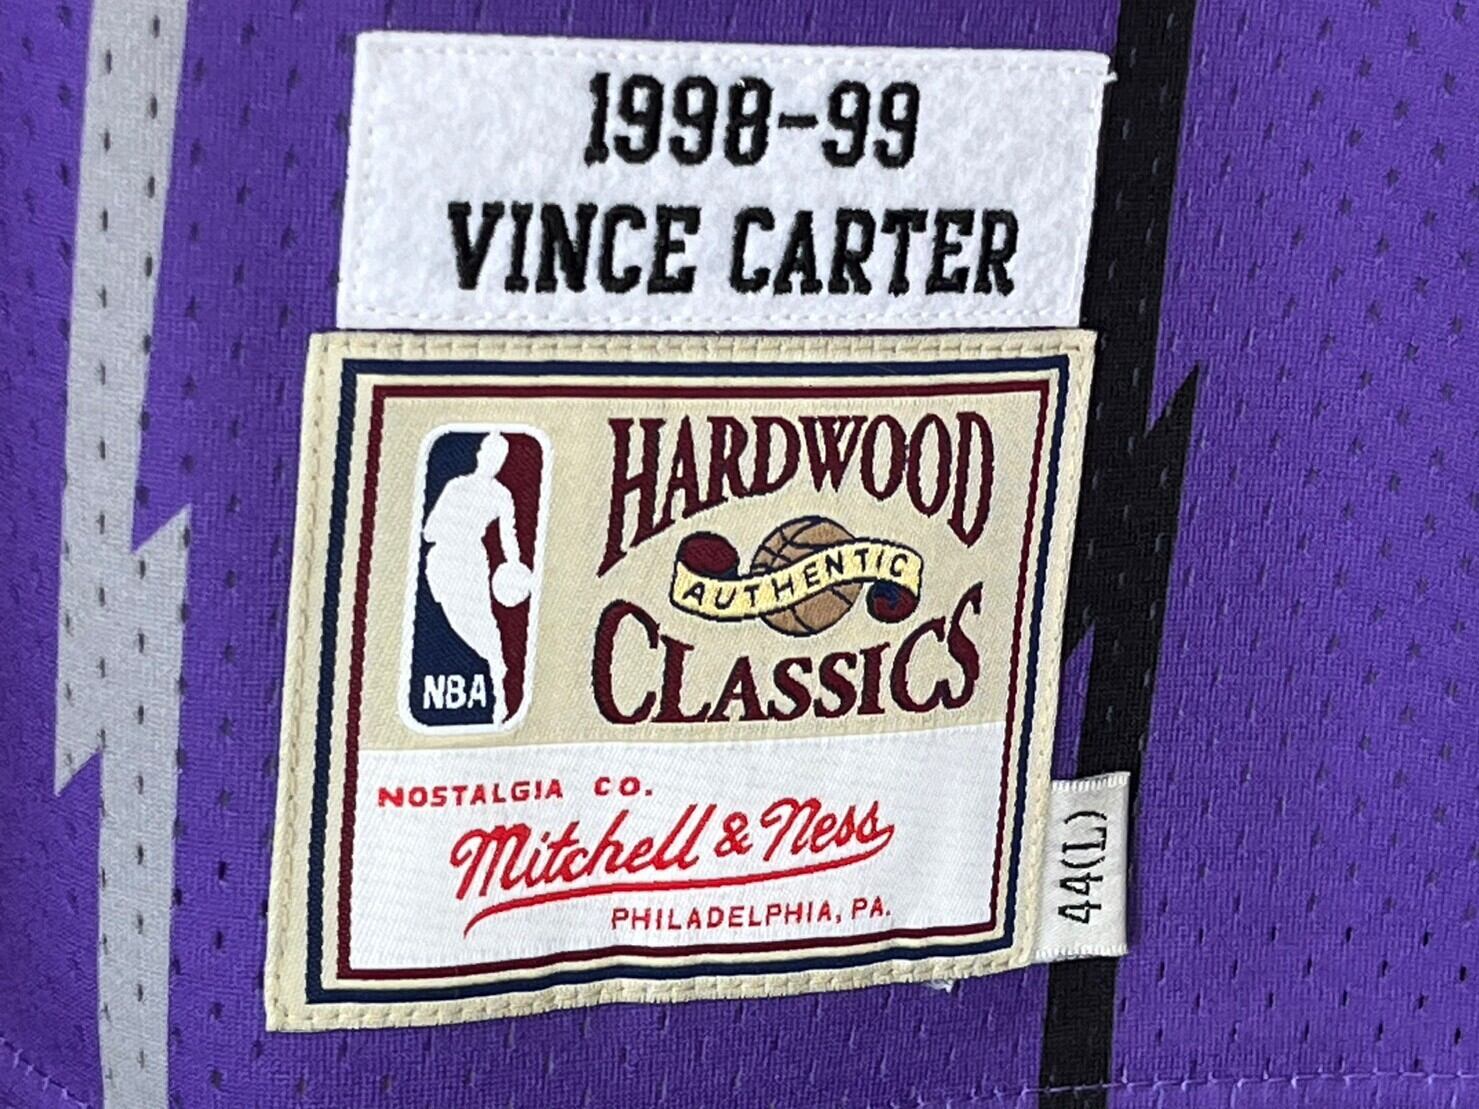 1998-99
VINCE CARTER
HARDWOOD
AUTHENTIC
CLASSICS
NBA
NOSTALGIA CO.
Mitchell & Ness
PHILADELPHIA, PA.
44(L)